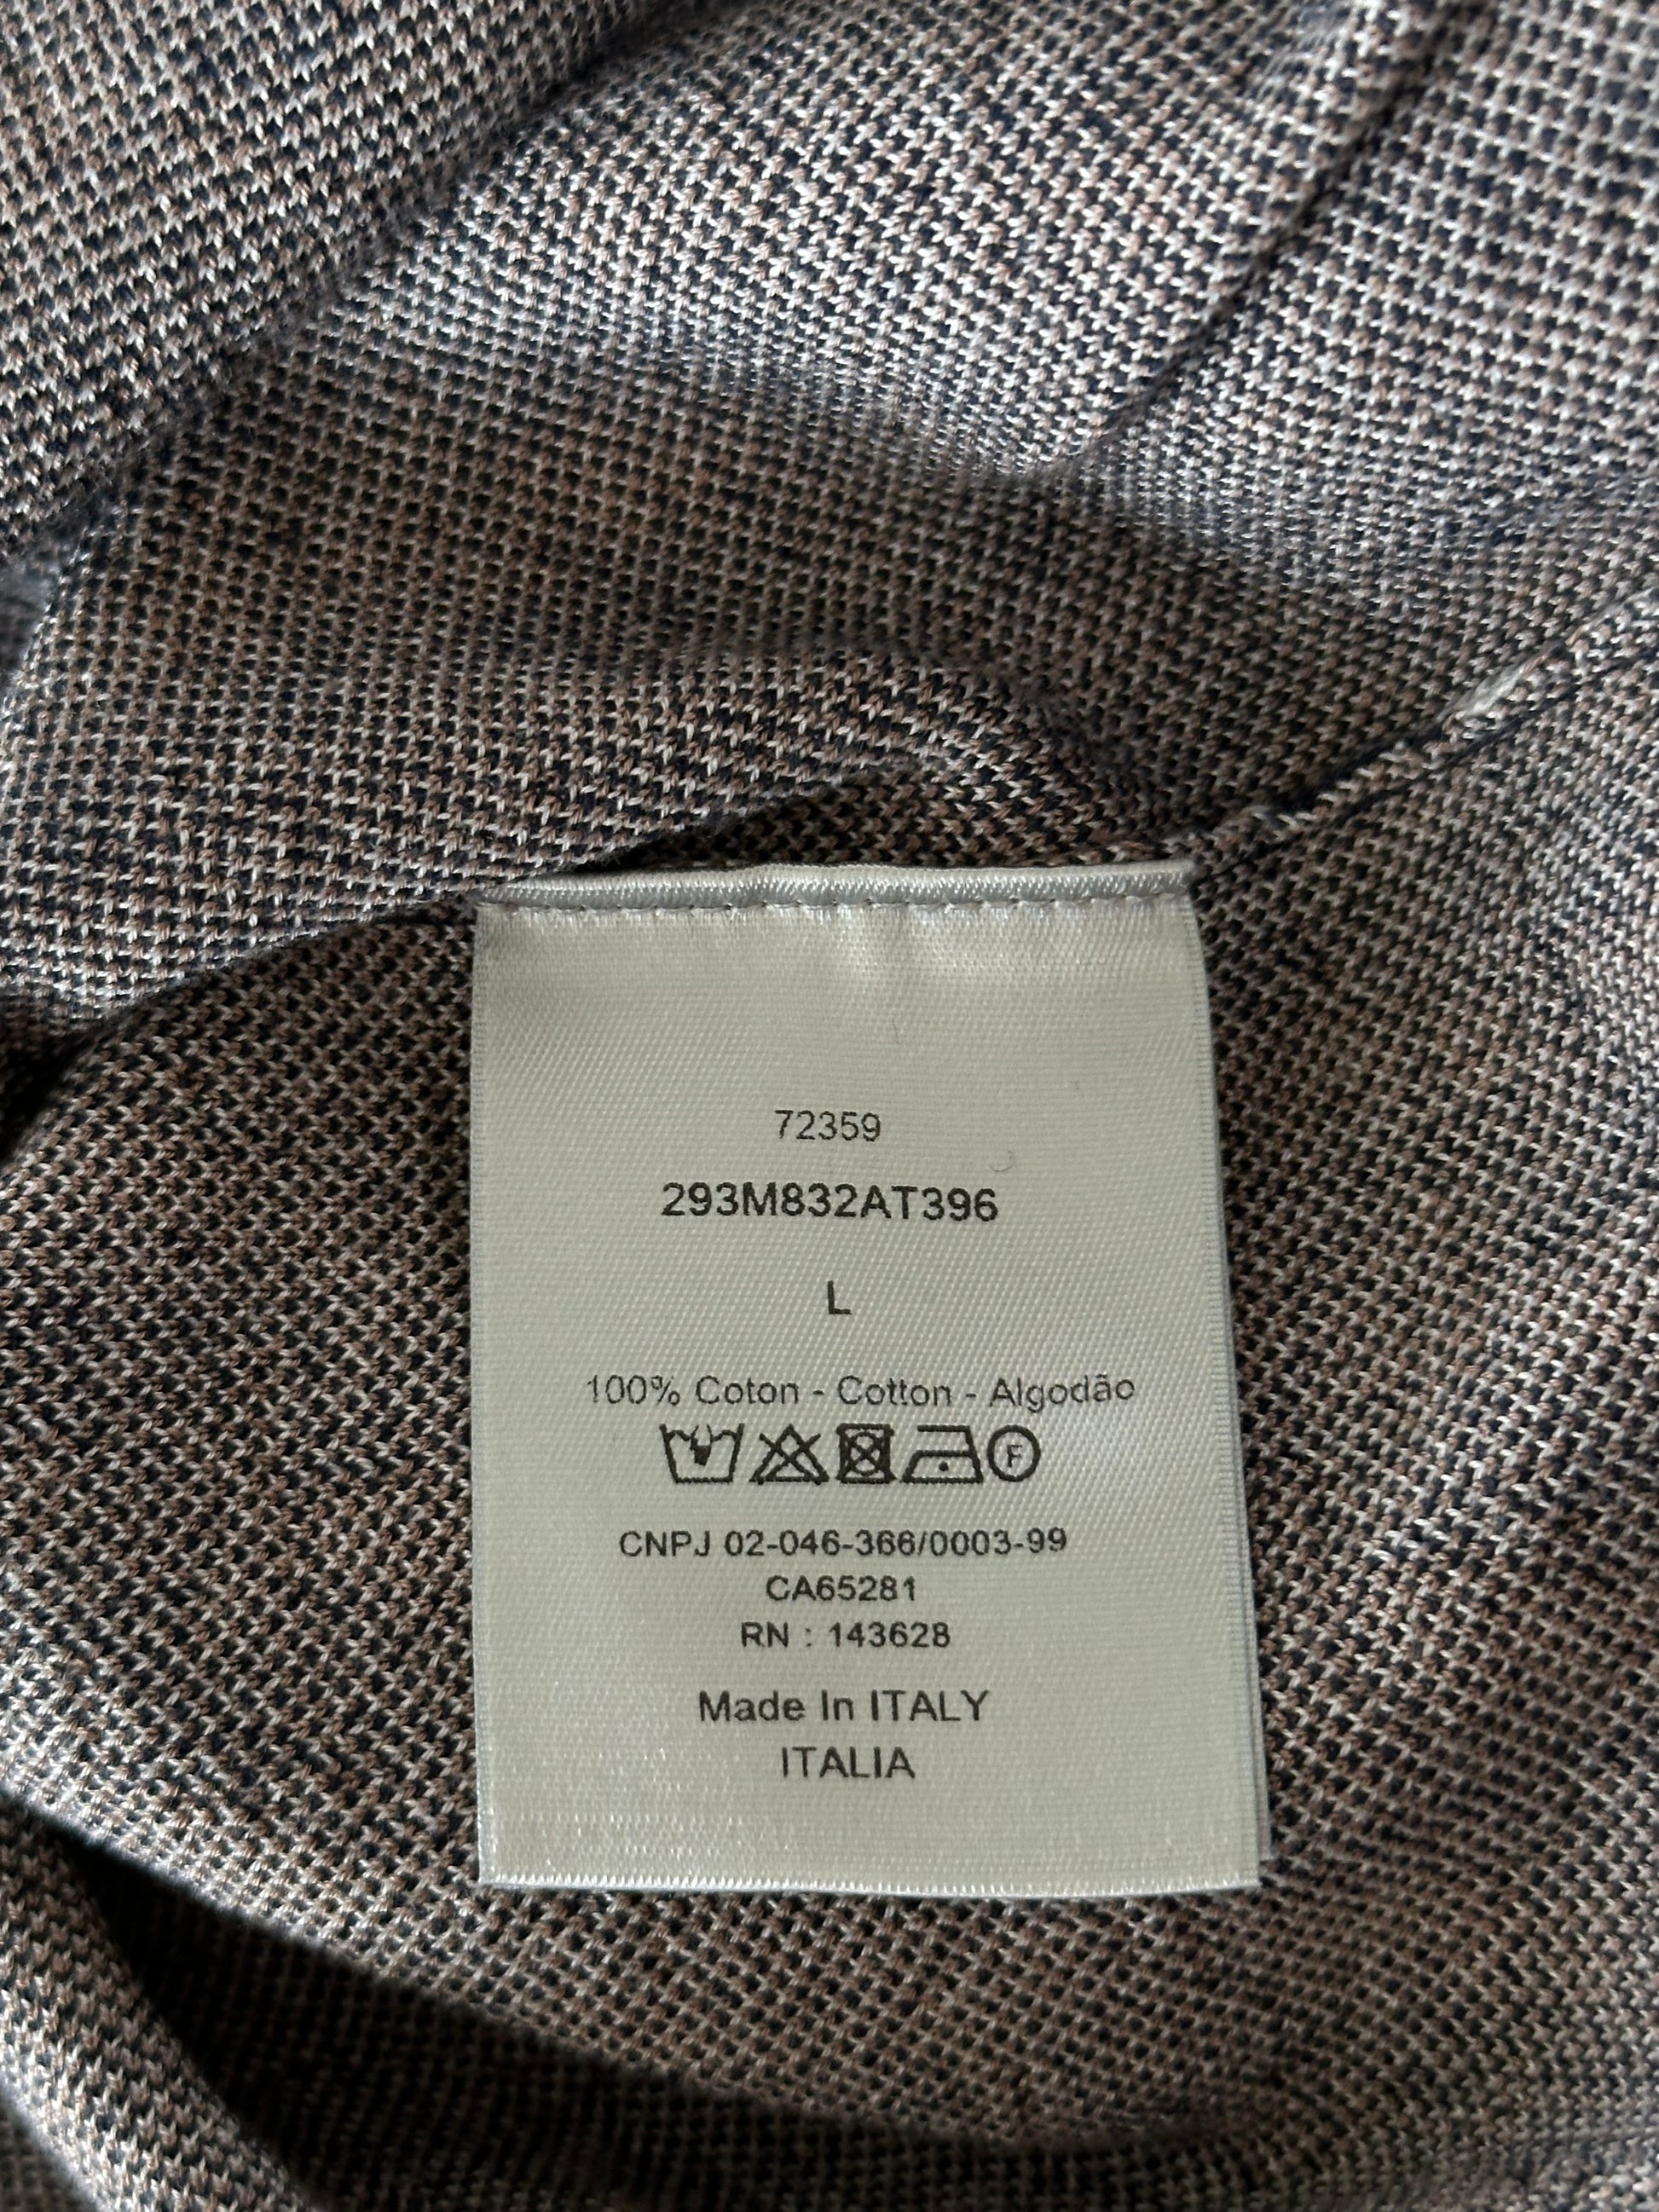 72359
293M832AT396
L
100% Coton - Cotton - Algodão
F
CNPJ 02-046-366/0003-99
CA65281
RN : 143628
Made In ITALY
ITALIA